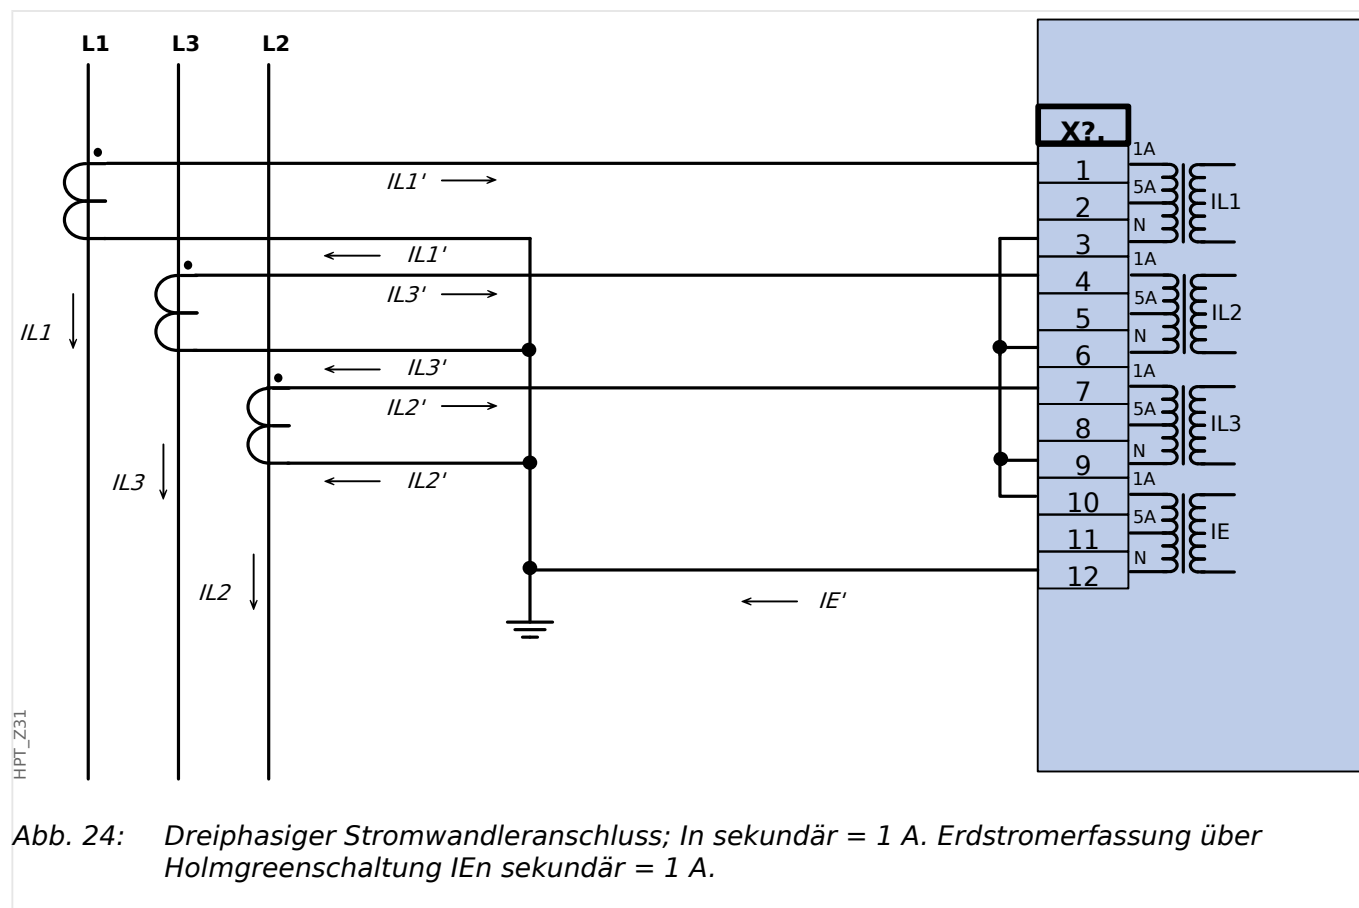 L1 L3 L2
X?.
1 1A
2 5A IL1
3 N
4 1A
5 5A IL2
6 N
7 1A
8 5A IL3
9 N
10 1A
11 5A IE
12 N
IL1'
IL1'
IL3'
IL1
IL3'
IL2'
IL3
IL2'
IL2
IE'
HPT_Z31
Abb. 24: Dreiphasiger Stromwandleranschluss; In sekundär = 1 A. Erdstromerfassung über
Holmgreenschaltung IEn sekundär = 1 A.